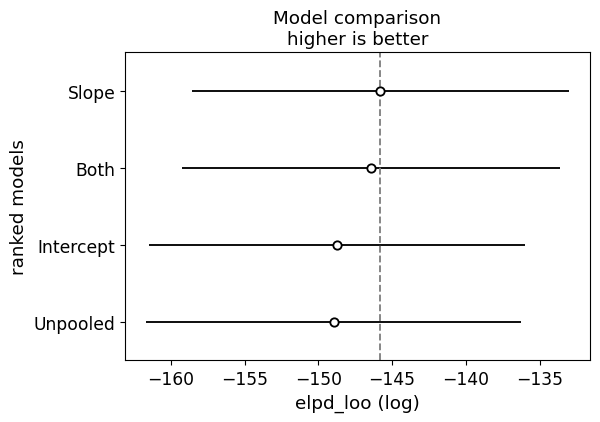 Model comparison
higher is better
ranked models
Slope
Both
Intercept
Unpooled
−160 −155 −150 −145 −140 −135
elpd_loo (log)